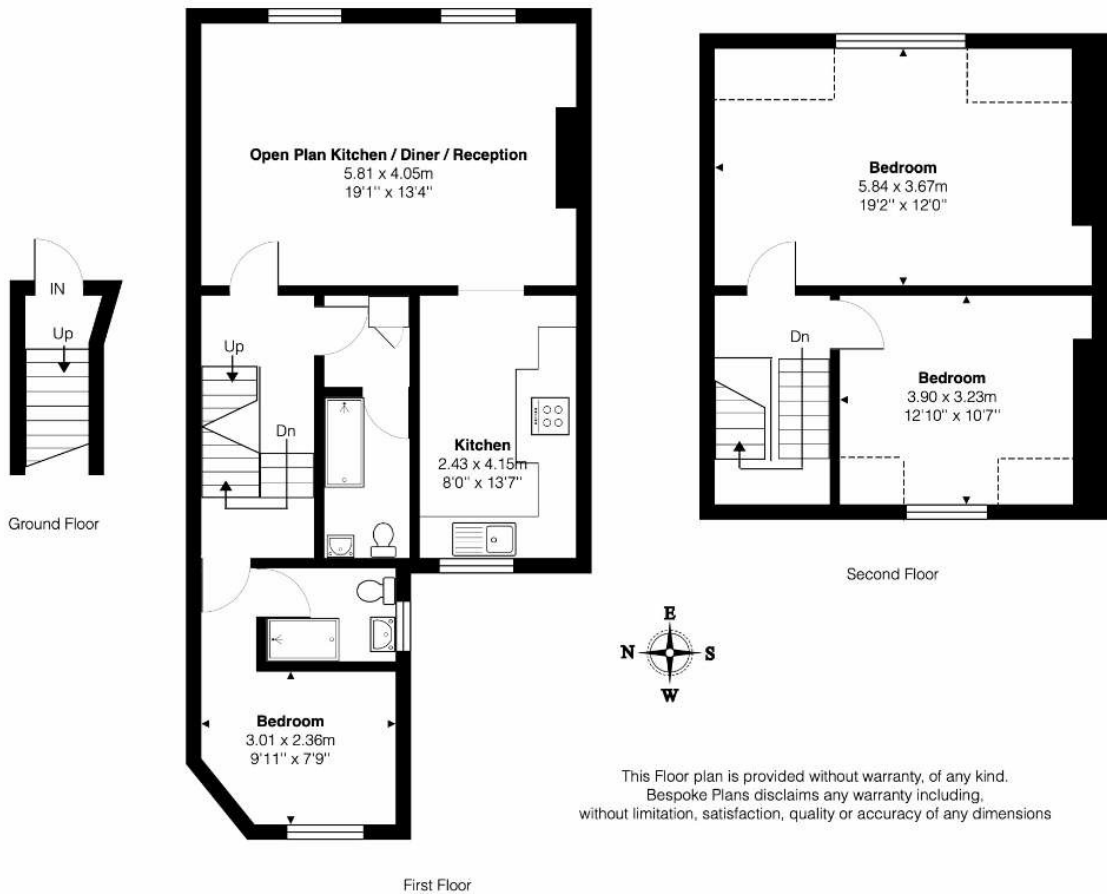 Open Plan Kitchen / Diner / Reception
5.81 x 4.05m
19'1" x 13'4"
IN
Up
Ground Floor
Up
Dn
Kitchen
2.43 x 4.15m
8'0" x 13'7"
Bedroom
3.01 x 2.36m
9'11" x 7'9"
First Floor
Bedroom
5.84 x 3.67m
19'2" x 12'0"
Dn
Bedroom
3.90 x 3.23m
12'10" x 10'7"
Second Floor
E
N
S
W
This Floor plan is provided without warranty, of any kind.
Bespoke Plans disclaims any warranty including,
without limitation, satisfaction, quality or accuracy of any dimensions